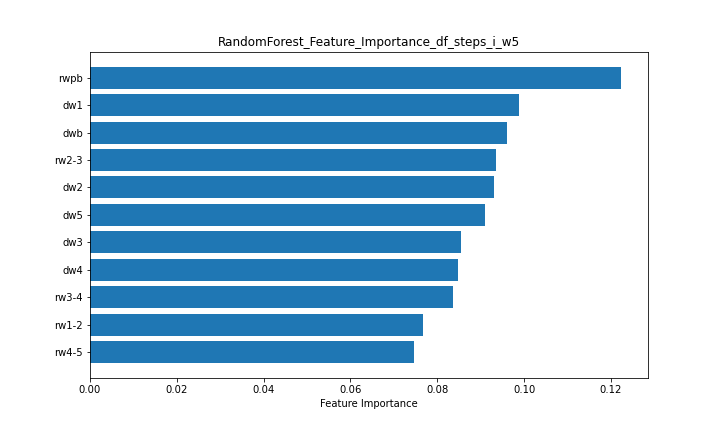 RandomForest_Feature_Importance_df_steps_i_w5
rwpb
dw1
dwb
rw2-3
dw2
dw5
dw3
dw4
rw3-4
rw1-2
rw4-5
0.00 0.02 0.04 0.06 0.08 0.10 0.12
Feature Importance